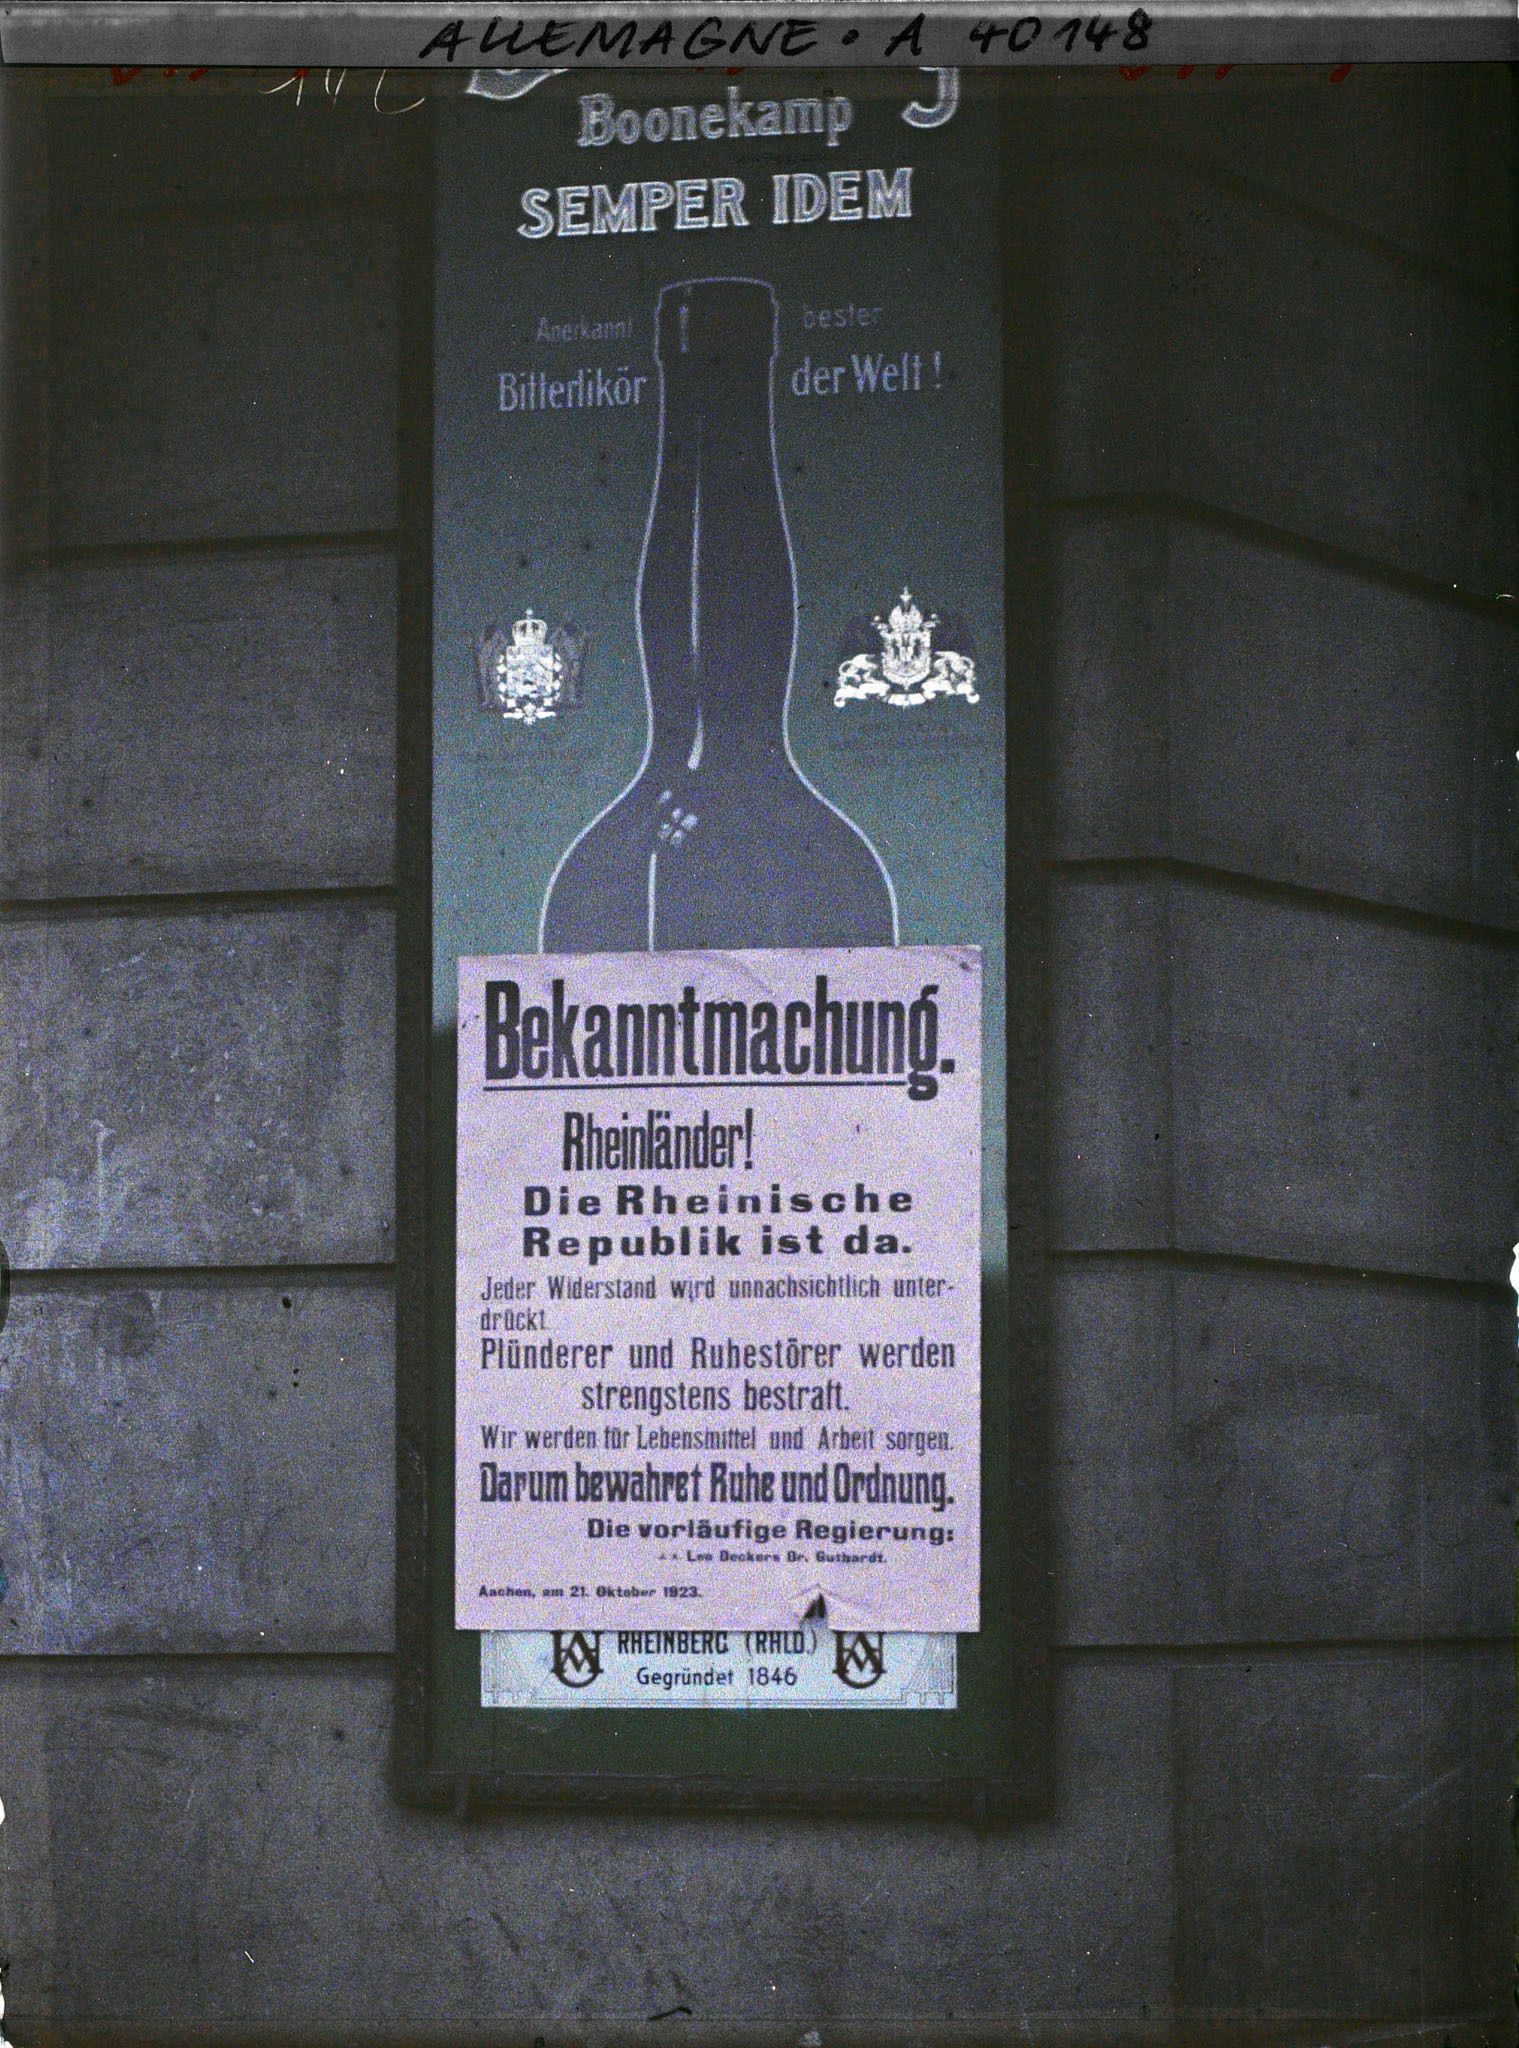 ALLEMAGNE • A 40148
Boonekamp
SEMPER IDEM
Anerkannt bester
Bitterlikör der Welt!
Bekanntmachung.
Rheinländer!
Die Rheinische
Republik ist da.
Jeder Widerstand wird unnachsichtlich unter-
drückt
Plünderer und Ruhestörer werden
strengstens bestraft.
Wir werden für Lebensmittel und Arbeit sorgen.
Darum bewahret Ruhe und Ordnung.
Die vorläufige Regierung:
Leo Deckers Dr. Guthardt.
Aachen, am 21. Oktober 1923.
RHEINBERG (RHLD.)
Gegründet 1846